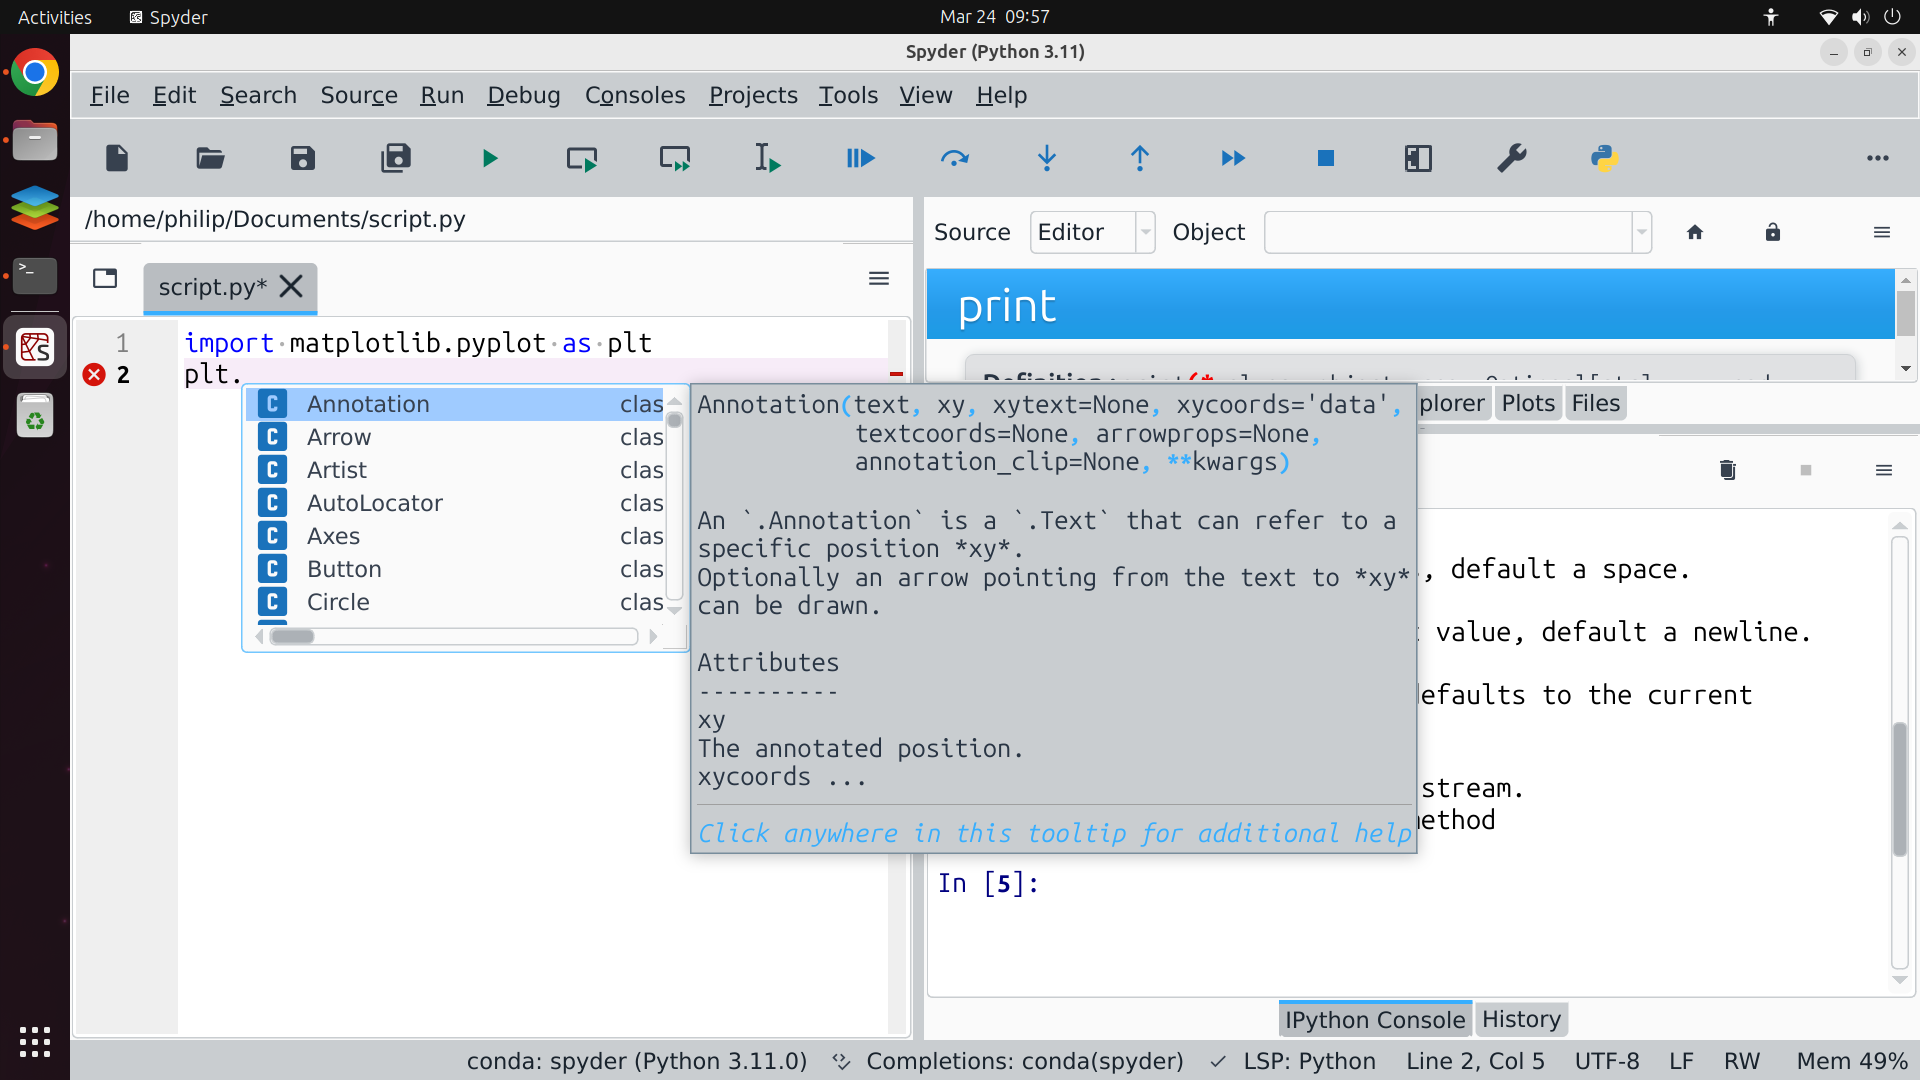 Activities
Spyder
Mar 24 09:57
Spyder (Python 3.11)
File Edit Search Source Run Debug Consoles Projects Tools View Help
/home/philip/Documents/script.py
script.py*
1 import matplotlib.pyplot as plt
2 plt.
C Annotation clas
C Arrow clas
C Artist clas
C AutoLocator clas
C Axes clas
C Button clas
C Circle clas
Annotation(text, xy, xytext=None, xycoords='data',
textcoords=None, arrowprops=None,
annotation_clip=None, **kwargs)
An `.Annotation` is a `.Text` that can refer to a
specific position *xy*.
Optionally an arrow pointing from the text to *xy*
can be drawn.
Attributes
----------
xy
The annotated position.
xycoords ...
Click anywhere in this tooltip for additional help
Source Editor Object
print
plorer Plots Files
, default a space.
value, default a newline.
efaults to the current
stream.
ethod
In [5]:
IPython Console History
conda: spyder (Python 3.11.0) Completions: conda(spyder) ✓ LSP: Python Line 2, Col 5 UTF-8 LF RW Mem 49%